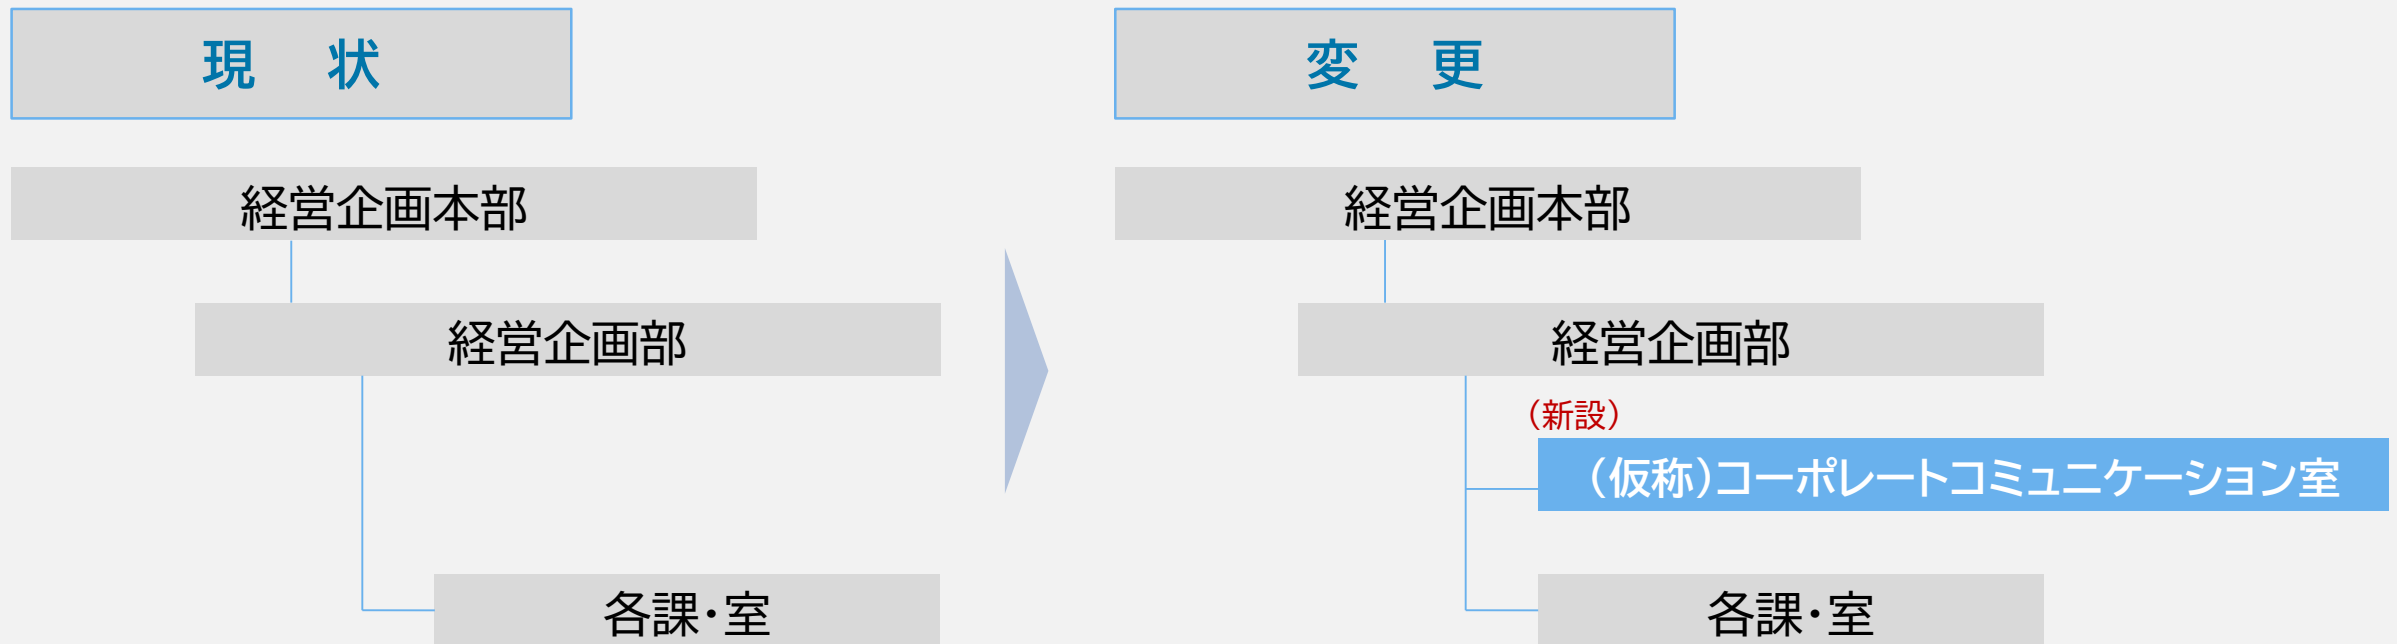 現　状
経営企画本部
経営企画部
各課・室
変　更
経営企画本部
経営企画部
（新設）
（仮称）コーポレートコミュニケーション室
各課・室